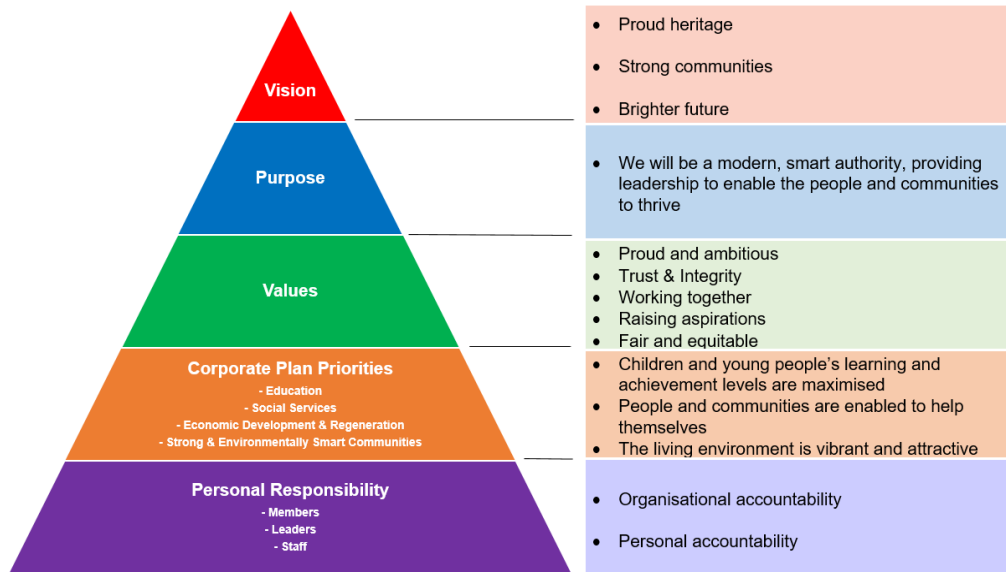 Vision
• Proud heritage
• Strong communities
• Brighter future
Purpose
• We will be a modern, smart authority, providing
leadership to enable the people and communities
to thrive
Values
• Proud and ambitious
• Trust & Integrity
• Working together
• Raising aspirations
• Fair and equitable
Corporate Plan Priorities
- Education
- Social Services
- Economic Development & Regeneration
- Strong & Environmentally Smart Communities
• Children and young people’s learning and
achievement levels are maximised
• People and communities are enabled to help
themselves
• The living environment is vibrant and attractive
Personal Responsibility
- Members
- Leaders
- Staff
• Organisational accountability
• Personal accountability